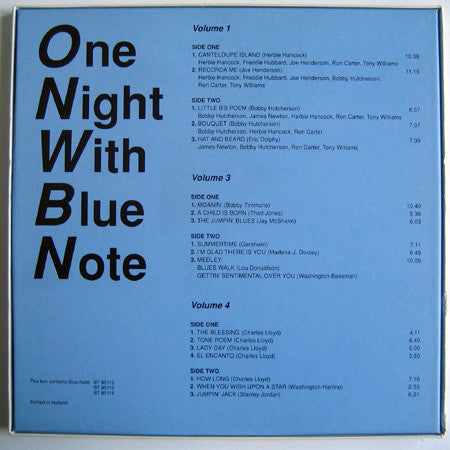 One
Night
With
Blue
Note
Volume 1
SIDE ONE
1. CANTELOUPE ISLAND (Herbie Hancock) 10.38
Herbie Hancock, Freddie Hubbard, Joe Henderson, Ron Carter, Tony Williams
2. RECORDA ME (Joe Henderson) 11.15
Herbie Hancock, Freddie Hubbard, Joe Henderson, Bobby Hutcherson,
Ron Carter, Tony Williams
SIDE TWO
1. LITTLE B'S POEM (Bobby Hutcherson) 6.07
Bobby Hutcherson, James Newton, Herbie Hancock, Ron Carter, Tony Williams
2. BOUQUET (Bobby Hutcherson) 7.07
Bobby Hutcherson, Herbie Hancock, Ron Carter
3. HAT AND BEARD (Eric Dolphy) 7.09
James Newton, Bobby Hutcherson, Ron Carter, Tony Williams
Volume 3
SIDE ONE
1. MOANIN' (Bobby Timmons) 10.40
2. A CHILD IS BORN (Thad Jones) 5.36
3. THE JUMPIN' BLUES (Jay McShann) 6.03
SIDE TWO
1. SUMMERTIME (Gershwin) 7.11
2. I'M GLAD THERE IS YOU (Madeira-J. Dorsey) 6.45
3. MEDLEY: 10.06
BLUES WALK (Lou Donaldson)
GETTIN' SENTIMENTAL OVER YOU (Washington-Bassman)
Volume 4
SIDE ONE
1. THE BLESSING (Charles Lloyd) 4.11
2. TONE POEM (Charles Lloyd) 6.40
3. LADY DAY (Charles Lloyd) 5.00
4. EL ENCANTO (Charles Lloyd) 3.50
SIDE TWO
1. HOW LONG (Charles Lloyd) 7.16
2. WHEN YOU WISH UPON A STAR (Washington-Harline) 2.53
3. JUMPIN' JACK (Stanley Jordan) 6.21
This box contains Blue Note BT 85113
BT 85115
BT 85116
Printed in Holland